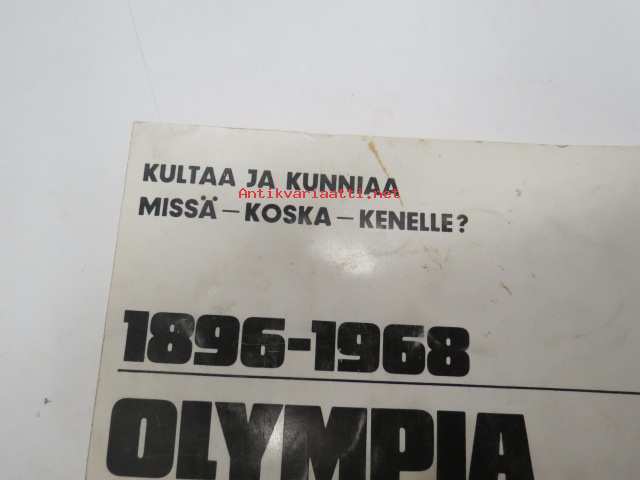 KULTAA JA KUNNIAA
Antikvariaatti.net
MISSÄ – KOSKA – KENELLE?
1896-1968
OLYMPIA